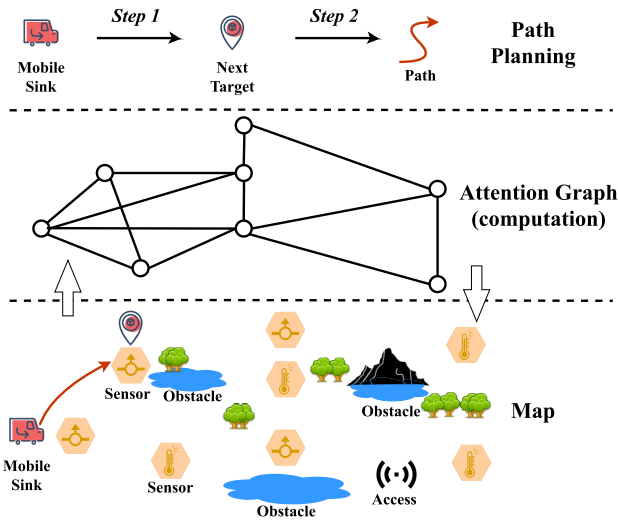 Step 1
Step 2
Mobile
Sink
Next
Target
Path
Path
Planning
Attention Graph
(computation)
Sensor
Obstacle
Obstacle
Map
Mobile
Sink
Sensor
Obstacle
Access